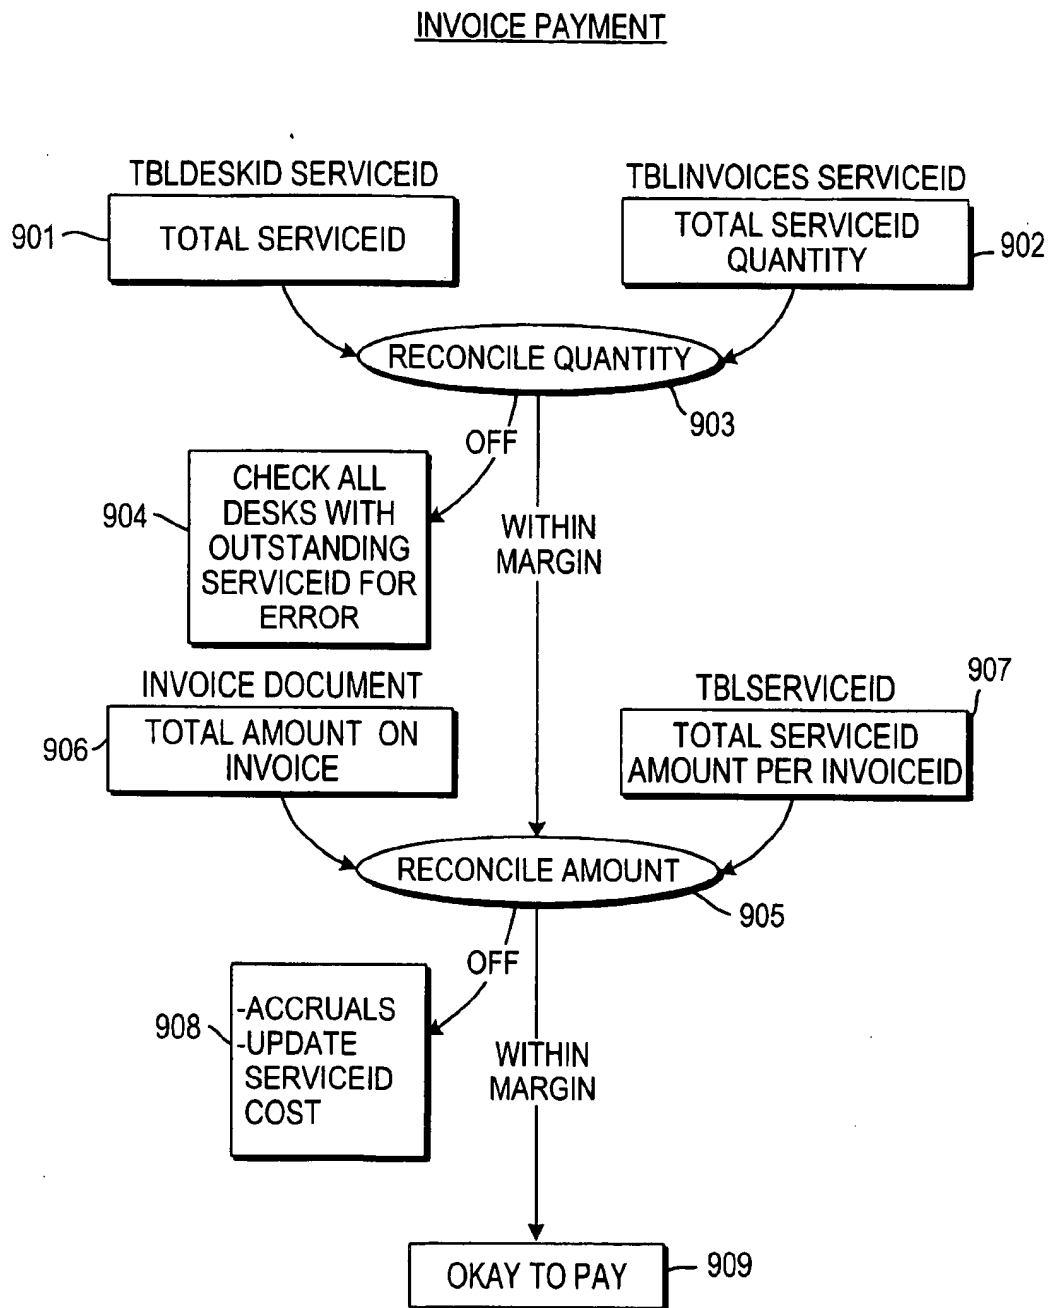 INVOICE PAYMENT
TBLDESKID SERVICEID
TBLINVOICES SERVICEID
901
TOTAL SERVICEID
TOTAL SERVICEID
QUANTITY
902
RECONCILE QUANTITY
903
OFF
904
CHECK ALL
DESKS WITH
OUTSTANDING
SERVICEID FOR
ERROR
WITHIN
MARGIN
INVOICE DOCUMENT
TBLSERVICEID
907
906
TOTAL AMOUNT ON
INVOICE
TOTAL SERVICEID
AMOUNT PER INVOICEID
RECONCILE AMOUNT
905
OFF
908
-ACCRUALS
-UPDATE
SERVICEID
COST
WITHIN
MARGIN
OKAY TO PAY
909